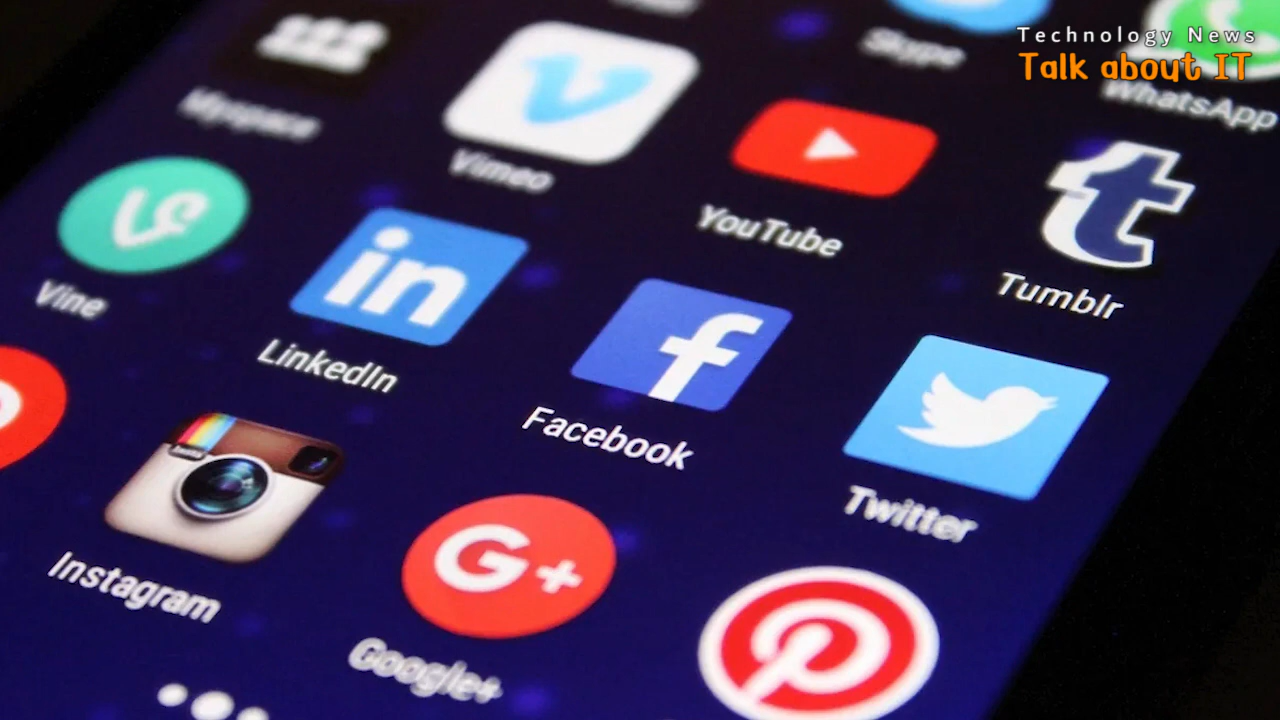 Technology News
Talk about IT
Skype
WhatsApp
Myspace
Vimeo
YouTube
Tumblr
Vine
LinkedIn
Facebook
Twitter
Instagram
Google+